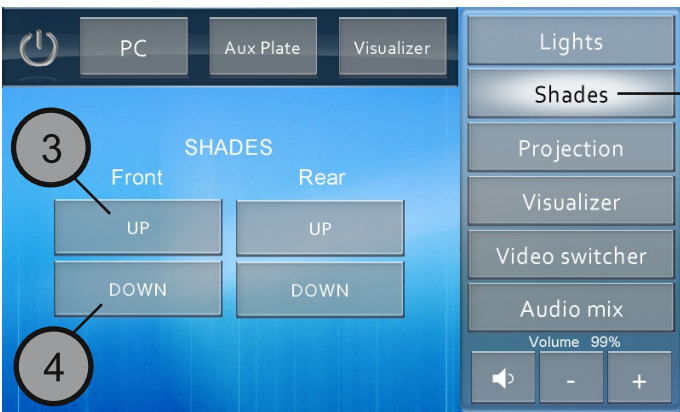 PC
Aux Plate
Visualizer
3
SHADES
Front
Rear
UP
UP
DOWN
DOWN
4
Lights
Shades
Projection
Visualizer
Video switcher
Audio mix
Volume 99%
-
+